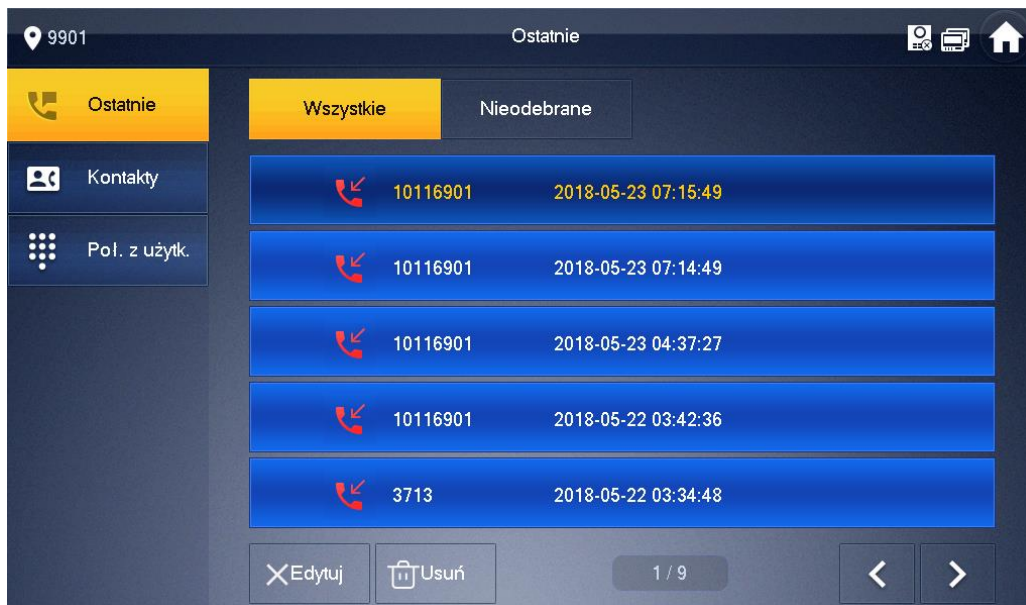 9901 Ostatnie
Ostatnie
Kontakty
Poł. z użytk.
Wszystkie Nieodebrane
10116901 2018-05-23 07:15:49
10116901 2018-05-23 07:14:49
10116901 2018-05-23 04:37:27
10116901 2018-05-22 03:42:36
3713 2018-05-22 03:34:48
Edytuj Usuń 1 / 9